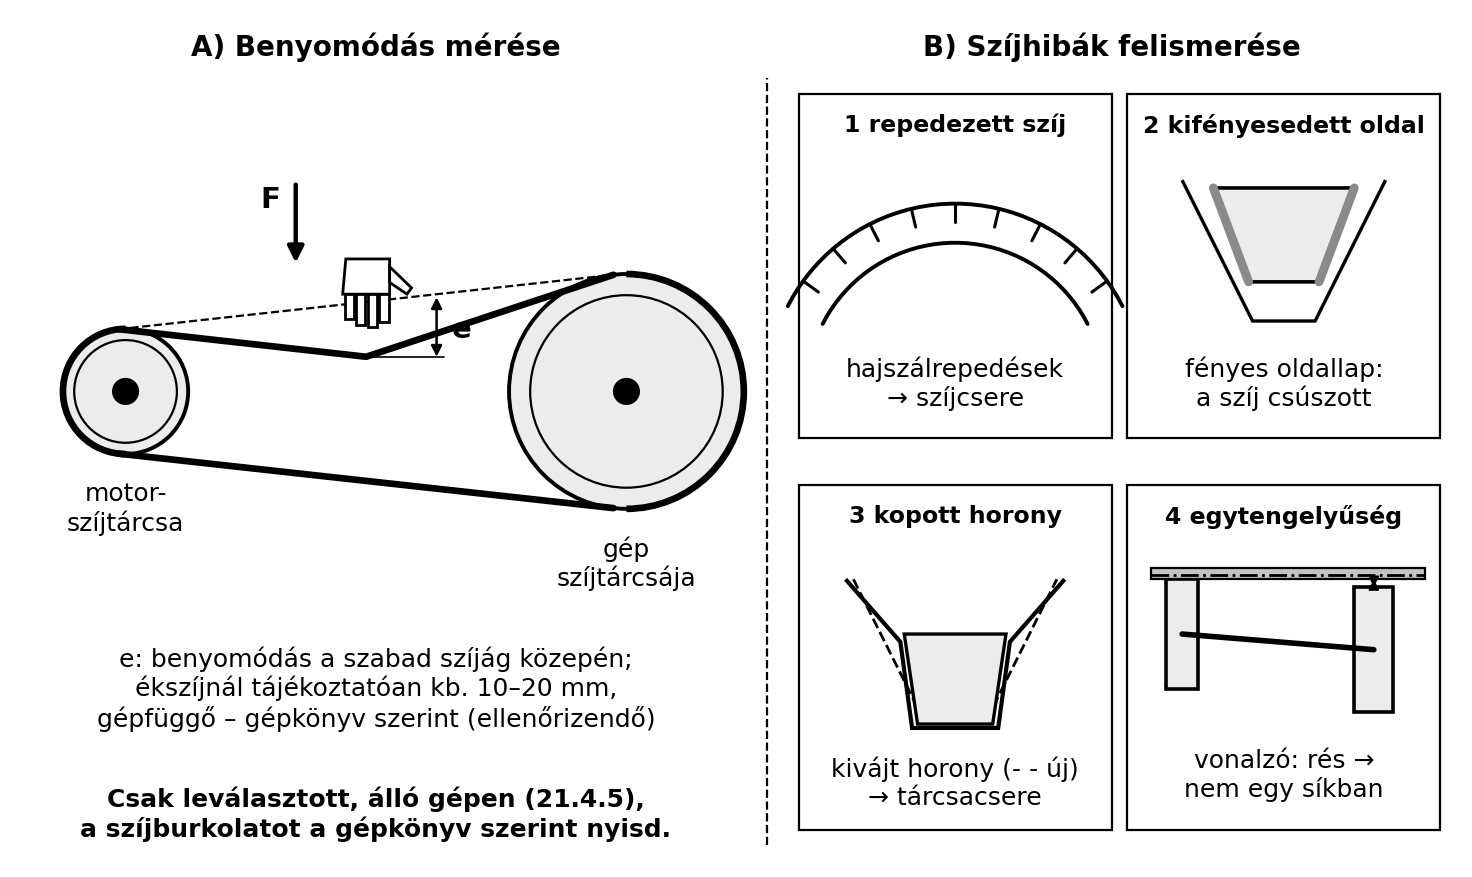 A) Benyomódás mérése
F
e
motor-
szíjtárcsa
gép
szíjtárcsája
e: benyomódás a szabad szíjág közepén;
ékszíjnál tájékoztatóan kb. 10–20 mm,
gépfüggő – gépkönyv szerint (ellenőrizendő)
Csak leválasztott, álló gépen (21.4.5),
a szíjburkolatot a gépkönyv szerint nyisd.
B) Szíjhibák felismerése
1 repedezett szíj
hajszálrepedések
→ szíjcsere
2 kifényesedett oldal
fényes oldallap:
a szíj csúszott
3 kopott horony
kivájt horony (- - új)
→ tárcsacsere
4 egytengelyűség
vonalzó: rés →
nem egy síkban